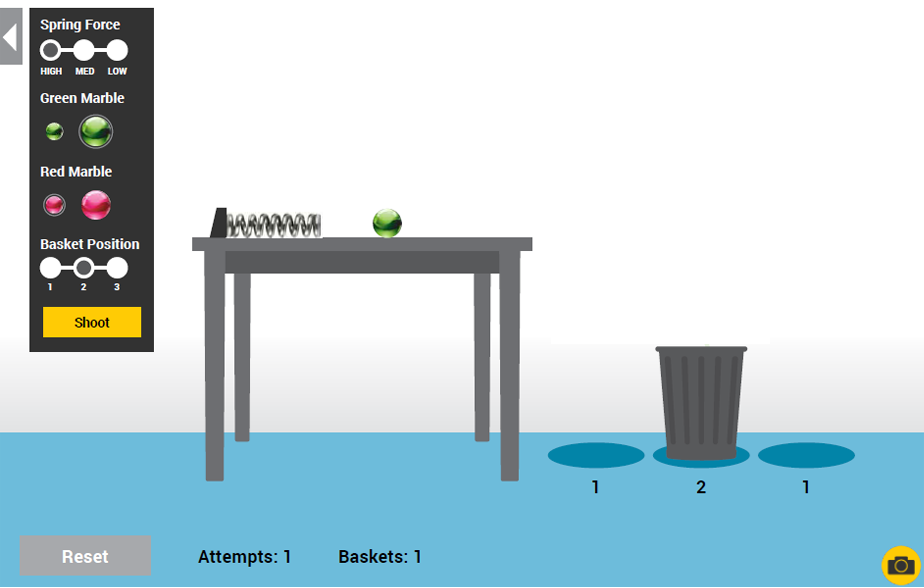 Spring Force
HIGH MED LOW
Green Marble
Red Marble
Basket Position
1 2 3
Shoot
1 2 1
Reset
Attempts: 1
Baskets: 1